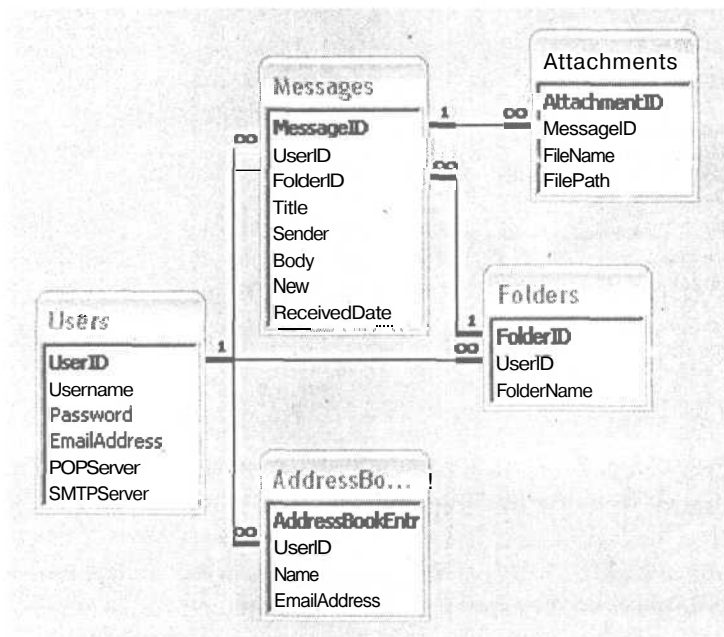 Attachments
AttachmentID
MessageID
FileName
FilePath
Messages
MessageID
UserID
FolderID
Title
Sender
Body
New
ReceivedDate
Folders
FolderID
UserID
FolderName
Users
UserID
Username
Password
EmailAddress
POPServer
SMTPServer
AddressBo... !
AddressBookEntr
UserID
Name
EmailAddress
1
∞
∞
∞
1
∞
1
∞